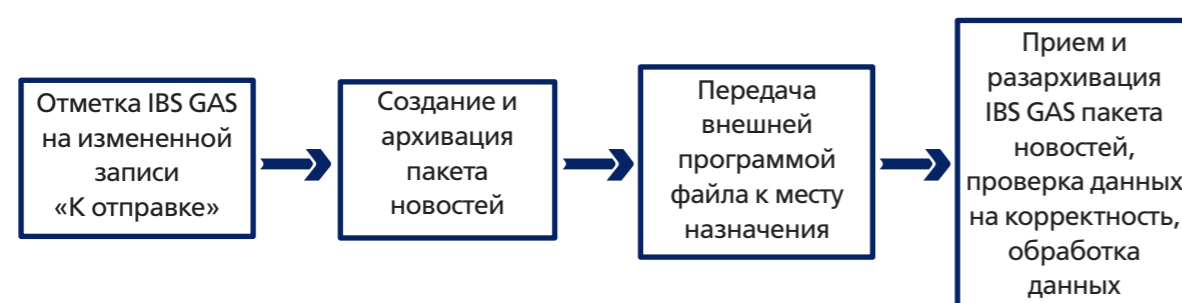 Отметка IBS GAS
на измененной
записи
«К отправке»
Создание и
архивация
пакета
новостей
Передача
внешней
программой
файла к месту
назначения
Прием и
разархивация
IBS GAS пакета
новостей,
проверка данных
на корректность,
обработка
данных